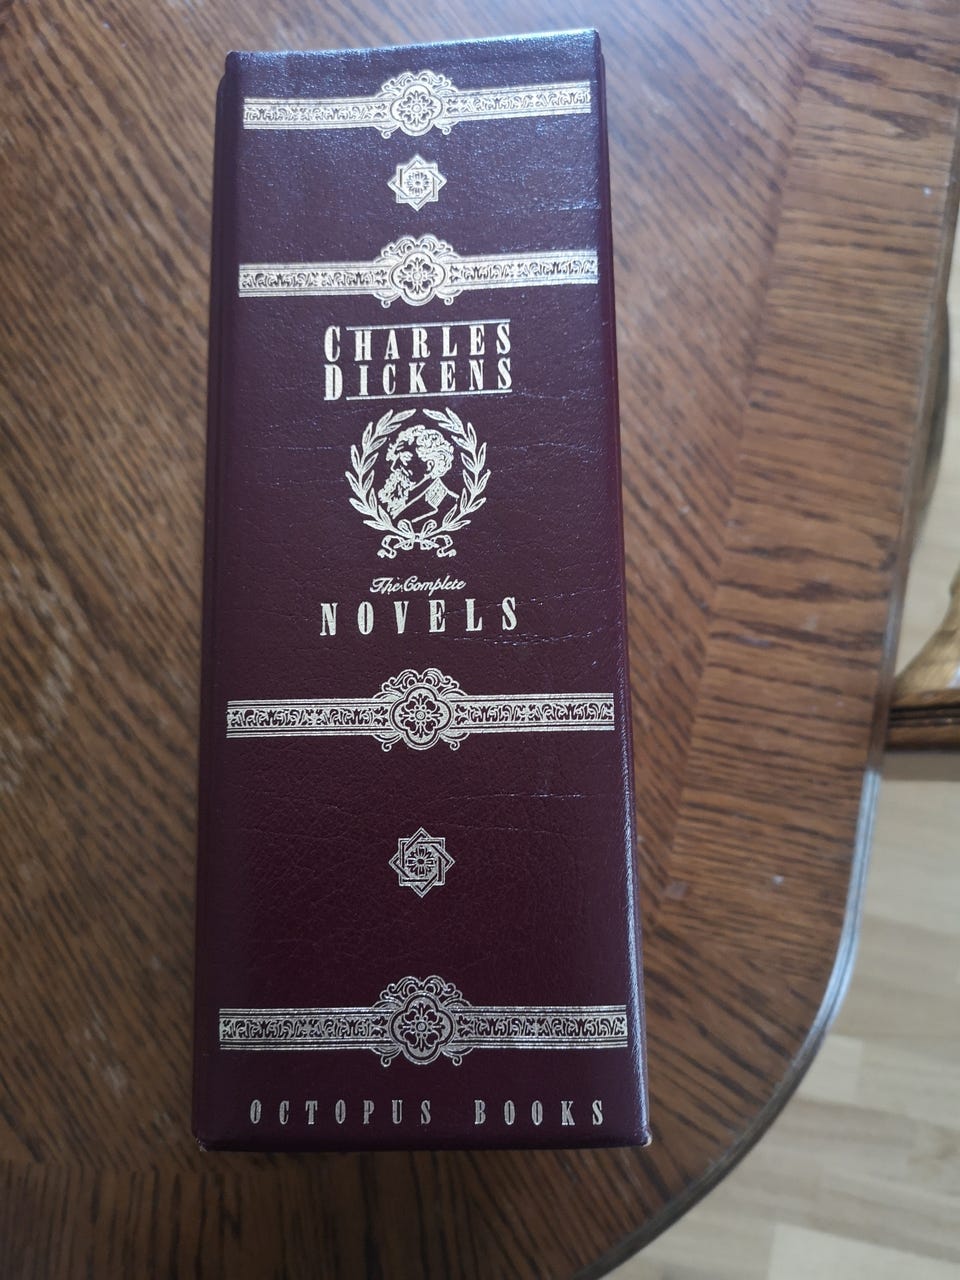 CHARLES
DICKENS
The Complete
NOVELS
OCTOPUS BOOKS